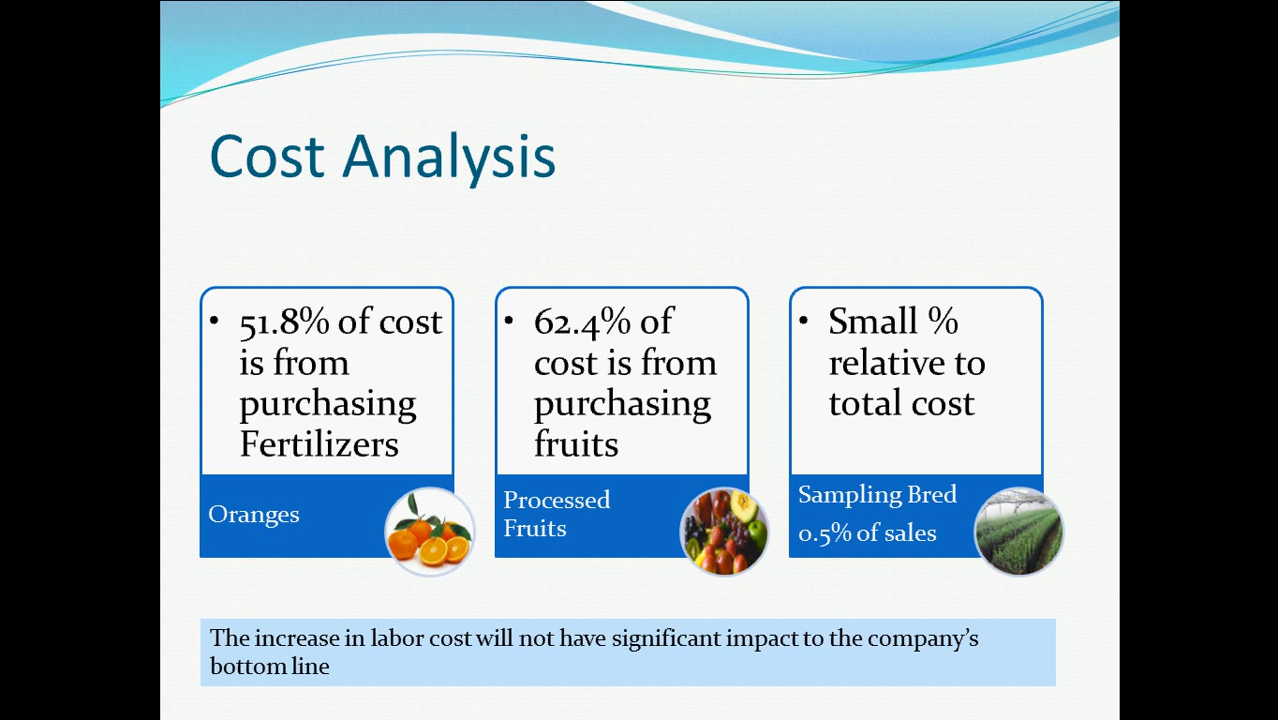 Cost Analysis
• 51.8% of cost
is from
purchasing
Fertilizers
Oranges
• 62.4% of
cost is from
purchasing
fruits
Processed
Fruits
• Small %
relative to
total cost
Sampling Bred
0.5% of sales
The increase in labor cost will not have significant impact to the company’s
bottom line